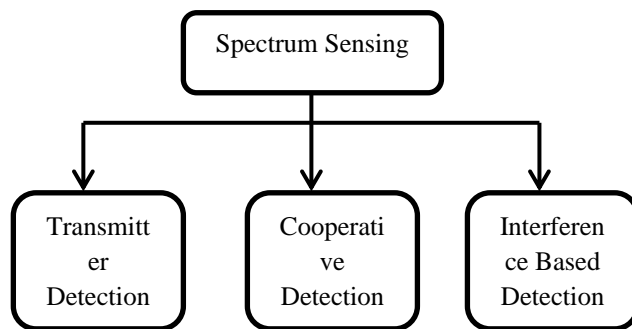 Spectrum Sensing
Transmitt
er
Detection
Cooperati
ve
Detection
Interferen
ce Based
Detection